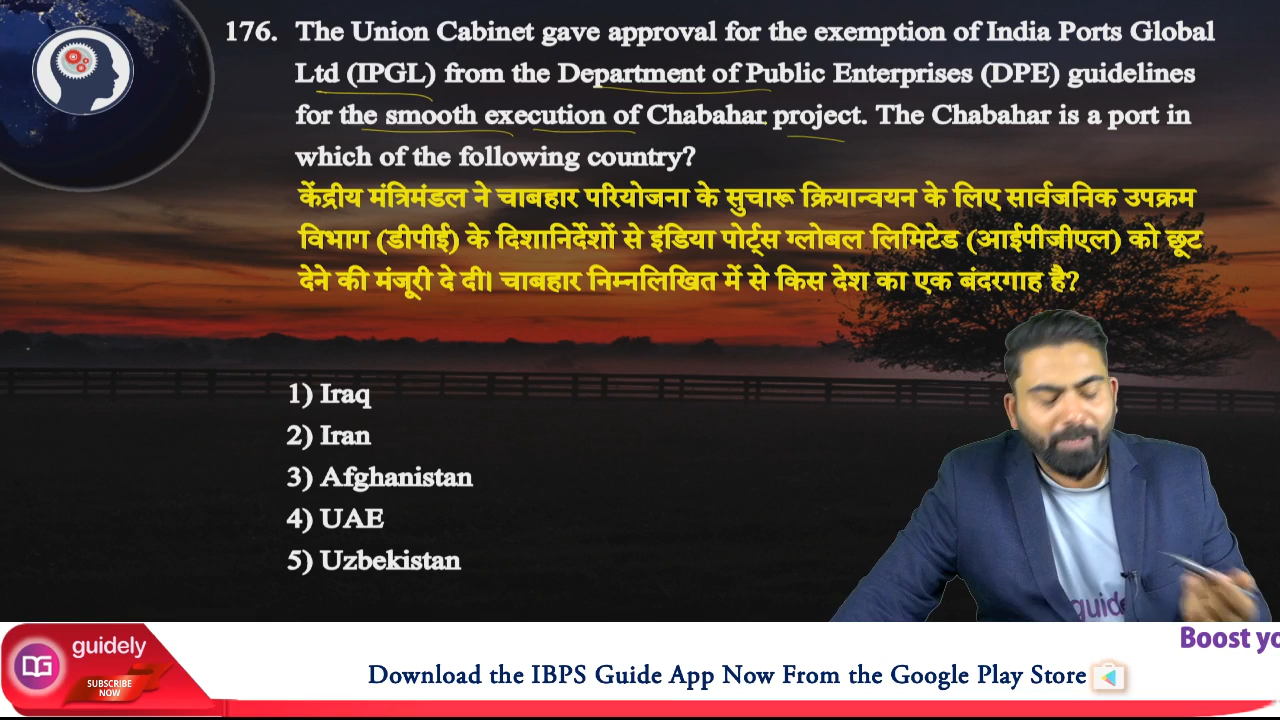 176. The Union Cabinet gave approval for the exemption of India Ports Global
Ltd (IPGL) from the Department of Public Enterprises (DPE) guidelines
for the smooth execution of Chabahar project. The Chabahar is a port in
which of the following country?
केंद्रीय मंत्रिमंडल ने चाबहार परियोजना के सुचारू क्रियान्वयन के लिए सार्वजनिक उपक्रम
विभाग (डीपीई) के दिशानिर्देशों से इंडिया पोर्ट्स ग्लोबल लिमिटेड (आईपीजीएल) को छूट
देने की मंजूरी दे दी। चाबहार निम्नलिखित में से किस देश का एक बंदरगाह है?
1) Iraq
2) Iran
3) Afghanistan
4) UAE
5) Uzbekistan
guide
guidely
SUBSCRIBE
NOW
Download the IBPS Guide App Now From the Google Play Store
Boost yo